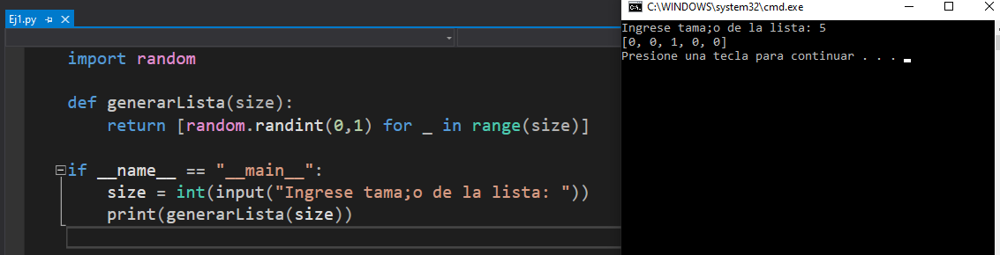 Ej1.py
import random
def generarLista(size):
return [random.randint(0,1) for _ in range(size)]
if __name__ == "__main__":
size = int(input("Ingrese tama;o de la lista: "))
print(generarLista(size))
C:\WINDOWS\system32\cmd.exe
Ingrese tama;o de la lista: 5
[0, 0, 1, 0, 0]
Presione una tecla para continuar . . .